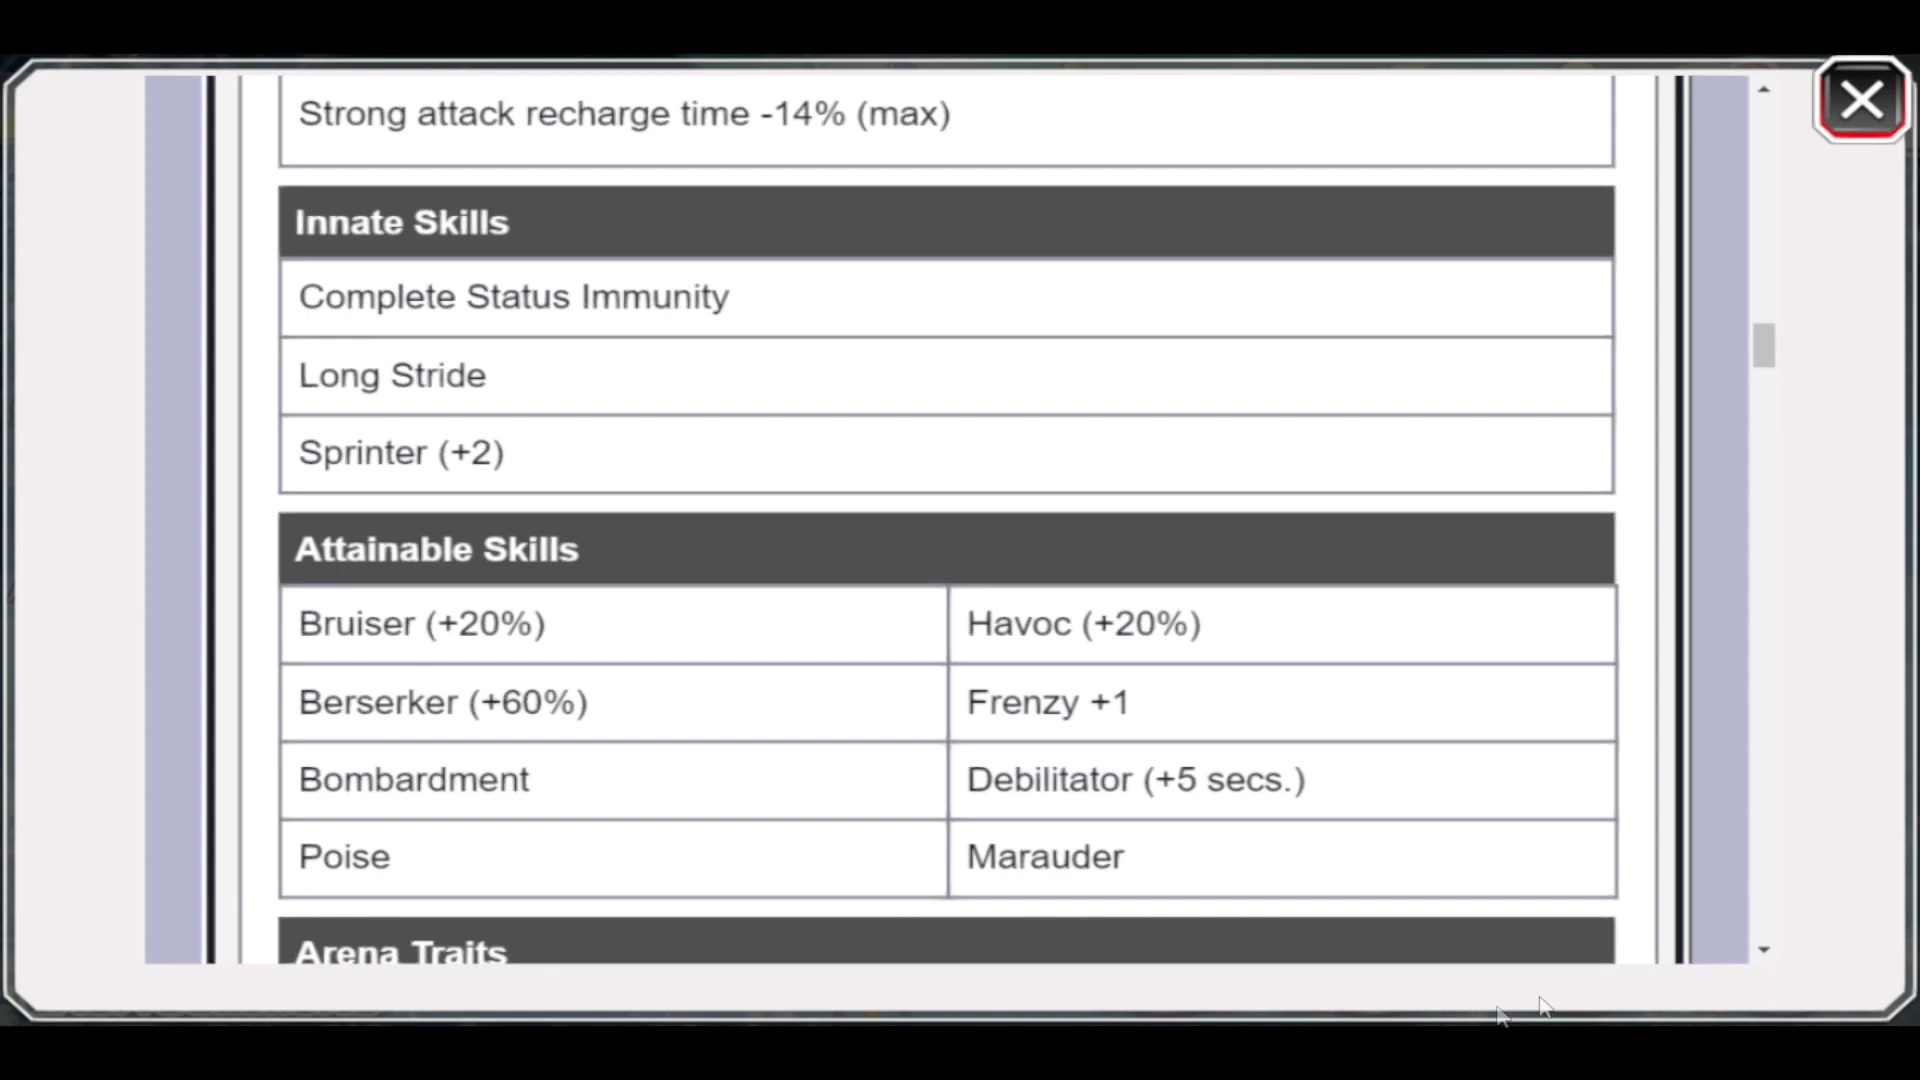 Strong attack recharge time -14% (max)
Innate Skills
Complete Status Immunity
Long Stride
Sprinter (+2)
Attainable Skills
Bruiser (+20%) Havoc (+20%)
Berserker (+60%) Frenzy +1
Bombardment Debilitator (+5 secs.)
Poise Marauder
Arena Traits